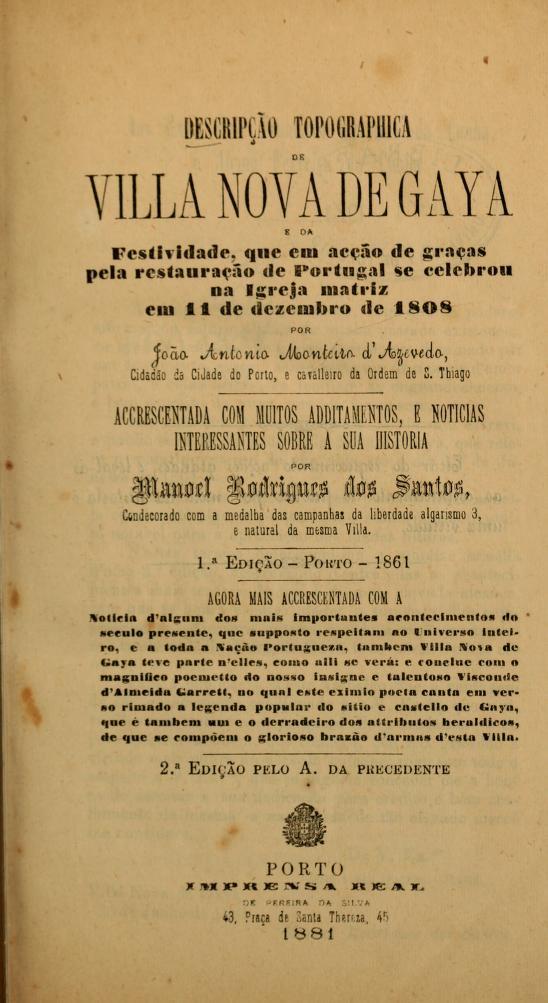 DESCRIPÇÃO TOPOGRAPHICA
DE
VILLA NOVA DE GAYA
E DA
Festividade, que em acção de graças
pela restauração de Portugal se celebrou
na Igreja matriz
em 11 de dezembro de 1808
POR
João Antonio Monteiro d'Azevedo,
Cidadão da Cidade do Porto, e cavalleiro da Ordem de S. Thiago
ACCRESCENTADA COM MUITOS ADDITAMENTOS, E NOTICIAS
INTERESSANTES SOBRE A SUA HISTORIA
POR
Manoel Rodrigues dos Santos,
Condecorado com a medalha das campanhas da liberdade algarismo 3,
e natural da mesma Villa.
1.ª EDIÇÃO – PORTO – 1861
AGORA MAIS ACCRESCENTADA COM A
Noticia d'algum dos mais importantes acontecimentos do
seculo presente, que supposto respeitam ao Universo intei-
ro, e a toda a Nação Portugueza, tambem Villa Nova de
Gaya teve parte n'elles, como alli se verá: e conclue com o
magnifico poemetto do nosso insigne e talentoso Visconde
d'Almeida Garrett, no qual este eximio poeta canta em ver-
so rimado a legenda popular do sitio e castello de Gaya,
que é tambem um e o derradeiro dos attributos heraldicos,
de que se compõem o glorioso brazão d'armas d'esta Villa.
2.ª EDIÇÃO PELO A. DA PRECEDENTE
PORTO
IMPRENSA REAL
DE PEREIRA DA SILVA
43, Praça de Santa Thereza, 45
1881